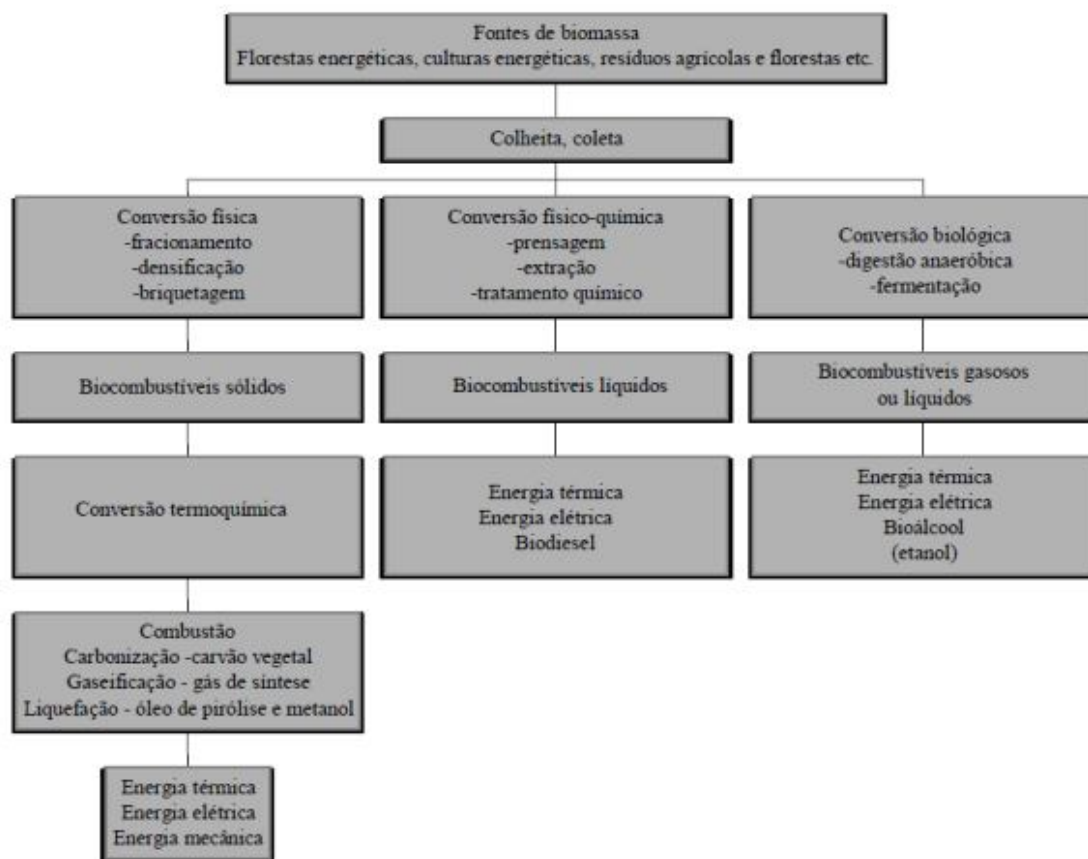 Fontes de biomassa
Florestas energéticas, culturas energéticas, resíduos agrícolas e florestas etc.
Colheita, coleta
Conversão física
-fracionamento
-densificação
-briquetagem
Conversão físico-química
-prensagem
-extração
-tratamento químico
Conversão biológica
-digestão anaeróbica
-fermentação
Biocombustíveis sólidos
Biocombustíveis líquidos
Biocombustíveis gasosos
ou líquidos
Conversão termoquímica
Energia térmica
Energia elétrica
Biodiesel
Energia térmica
Energia elétrica
Bioálcool
(etanol)
Combustão
Carbonização -carvão vegetal
Gaseificação - gás de síntese
Liquefação - óleo de pirólise e metanol
Energia térmica
Energia elétrica
Energia mecânica